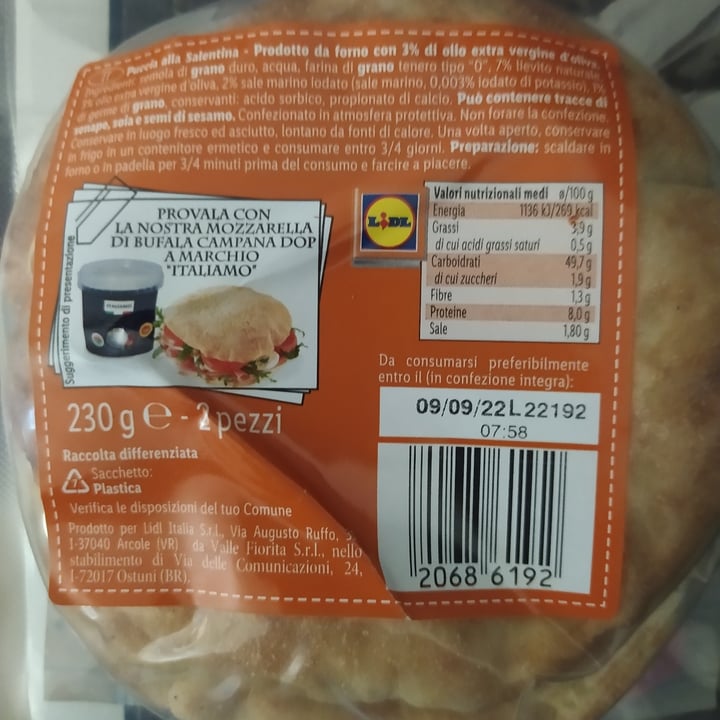 Puccia alla Salentina - Prodotto da forno con 3% di olio extra vergine d'oliva.
Ingredienti: semola di grano duro, acqua, farina di grano tenero tipo "0", 7% lievito naturale,
3% olio extra vergine d'oliva, 2% sale marino iodato (sale marino, 0,003% iodato di potassio), 1%
di germe di grano, conservanti: acido sorbico, propionato di calcio. Può contenere tracce di
senape, soia e semi di sesamo. Confezionato in atmosfera protettiva. Non forare la confezione.
Conservare in luogo fresco ed asciutto, lontano da fonti di calore. Una volta aperto, conservare
in frigo in un contenitore ermetico e consumare entro 3/4 giorni. Preparazione: scaldare in
forno o in padella per 3/4 minuti prima del consumo e farcire a piacere.
PROVALA CON
LA NOSTRA MOZZARELLA
DI BUFALA CAMPANA DOP
A MARCHIO
"ITALIAMO"
Suggerimento di presentazione
LIDL
Valori nutrizionali medi ø/100 g
Energia 1136 kJ/269 kcal
Grassi 3,9 g
di cui acidi grassi saturi 0,5 g
Carboidrati 49,7 g
di cui zuccheri 1,9 g
Fibre 1,3 g
Proteine 8,0 g
Sale 1,80 g
Da consumarsi preferibilmente
entro il (in confezione integra):
09/09/22 L 22192
07:58
230 g e - 2 pezzi
Raccolta differenziata
7
Sacchetto:
Plastica
Verifica le disposizioni del tuo Comune
Prodotto per Lidl Italia S.r.l., Via Augusto Ruffo,
I-37040 Arcole (VR) da Valle Fiorita S.r.l., nello
stabilimento di Via delle Comunicazioni, 24,
I-72017 Ostuni (BR).
2068 6192